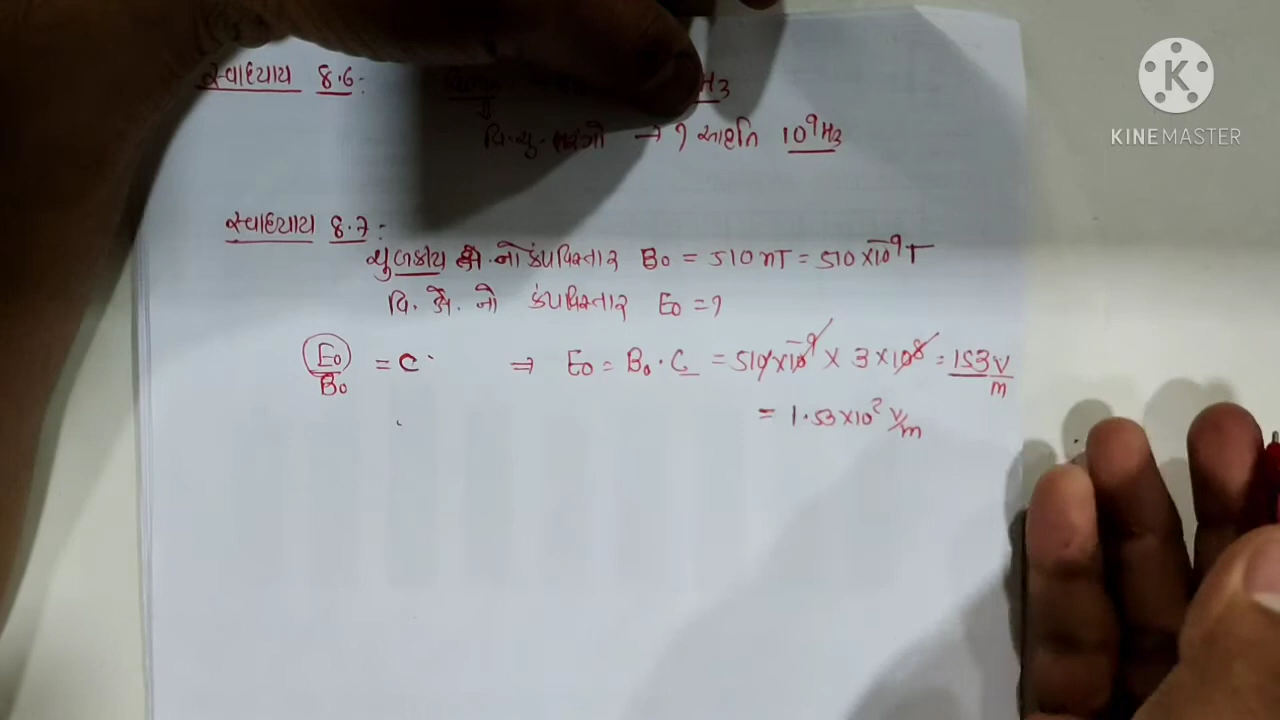 સ્વાધ્યાય 8.6:
Hz
વિ.ચુ. તરંગો → ? આવૃતિ 10⁹Hz
સ્વાધ્યાય 8.7:
ચુંબકીય ક્ષે. નો કંપવિસ્તાર B₀ = 510 nT = 510 × 10⁻⁹ T
વિ. ક્ષે. નો કંપવિસ્તાર E₀ = ?
E₀/B₀ = C ⇒ E₀ = B₀ · C = 510 × 10⁻⁹ × 3 × 10⁸ = 153 V/m
= 1.53 × 10² V/m
K
KINEMASTER